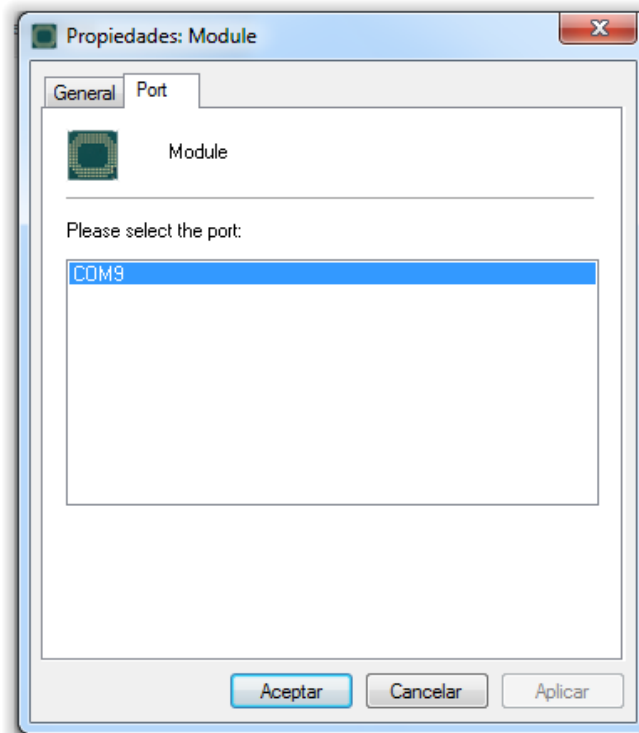 Propiedades: Module
General Port
Module
Please select the port:
COM9
Aceptar Cancelar Aplicar